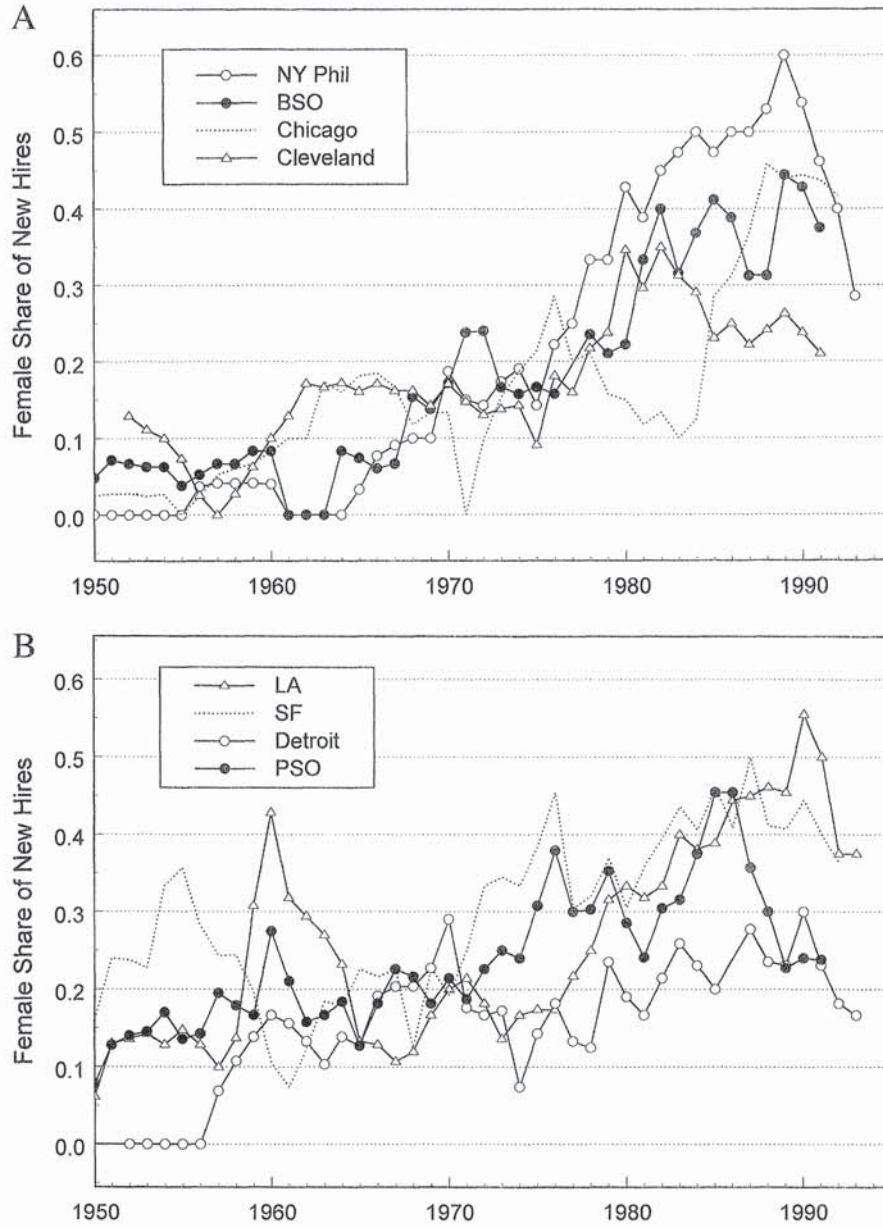 A
Female Share of New Hires
0.6
0.5
0.4
0.3
0.2
0.1
0.0
NY Phil
BSO
Chicago
Cleveland
1950 1960 1970 1980 1990
B
Female Share of New Hires
0.6
0.5
0.4
0.3
0.2
0.1
0.0
LA
SF
Detroit
PSO
1950 1960 1970 1980 1990